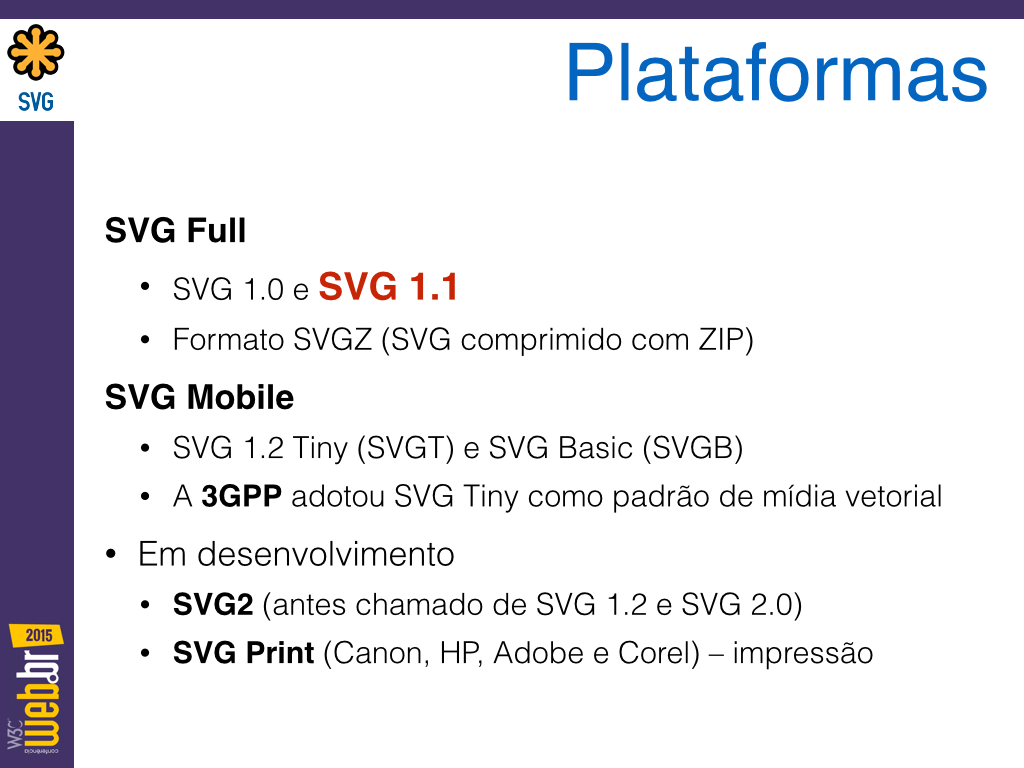 SVG
Plataformas
SVG Full
• SVG 1.0 e SVG 1.1
• Formato SVGZ (SVG comprimido com ZIP)
SVG Mobile
• SVG 1.2 Tiny (SVGT) e SVG Basic (SVGB)
• A 3GPP adotou SVG Tiny como padrão de mídia vetorial
• Em desenvolvimento
• SVG2 (antes chamado de SVG 1.2 e SVG 2.0)
• SVG Print (Canon, HP, Adobe e Corel) – impressão
2015
W3C
web.br
conferência